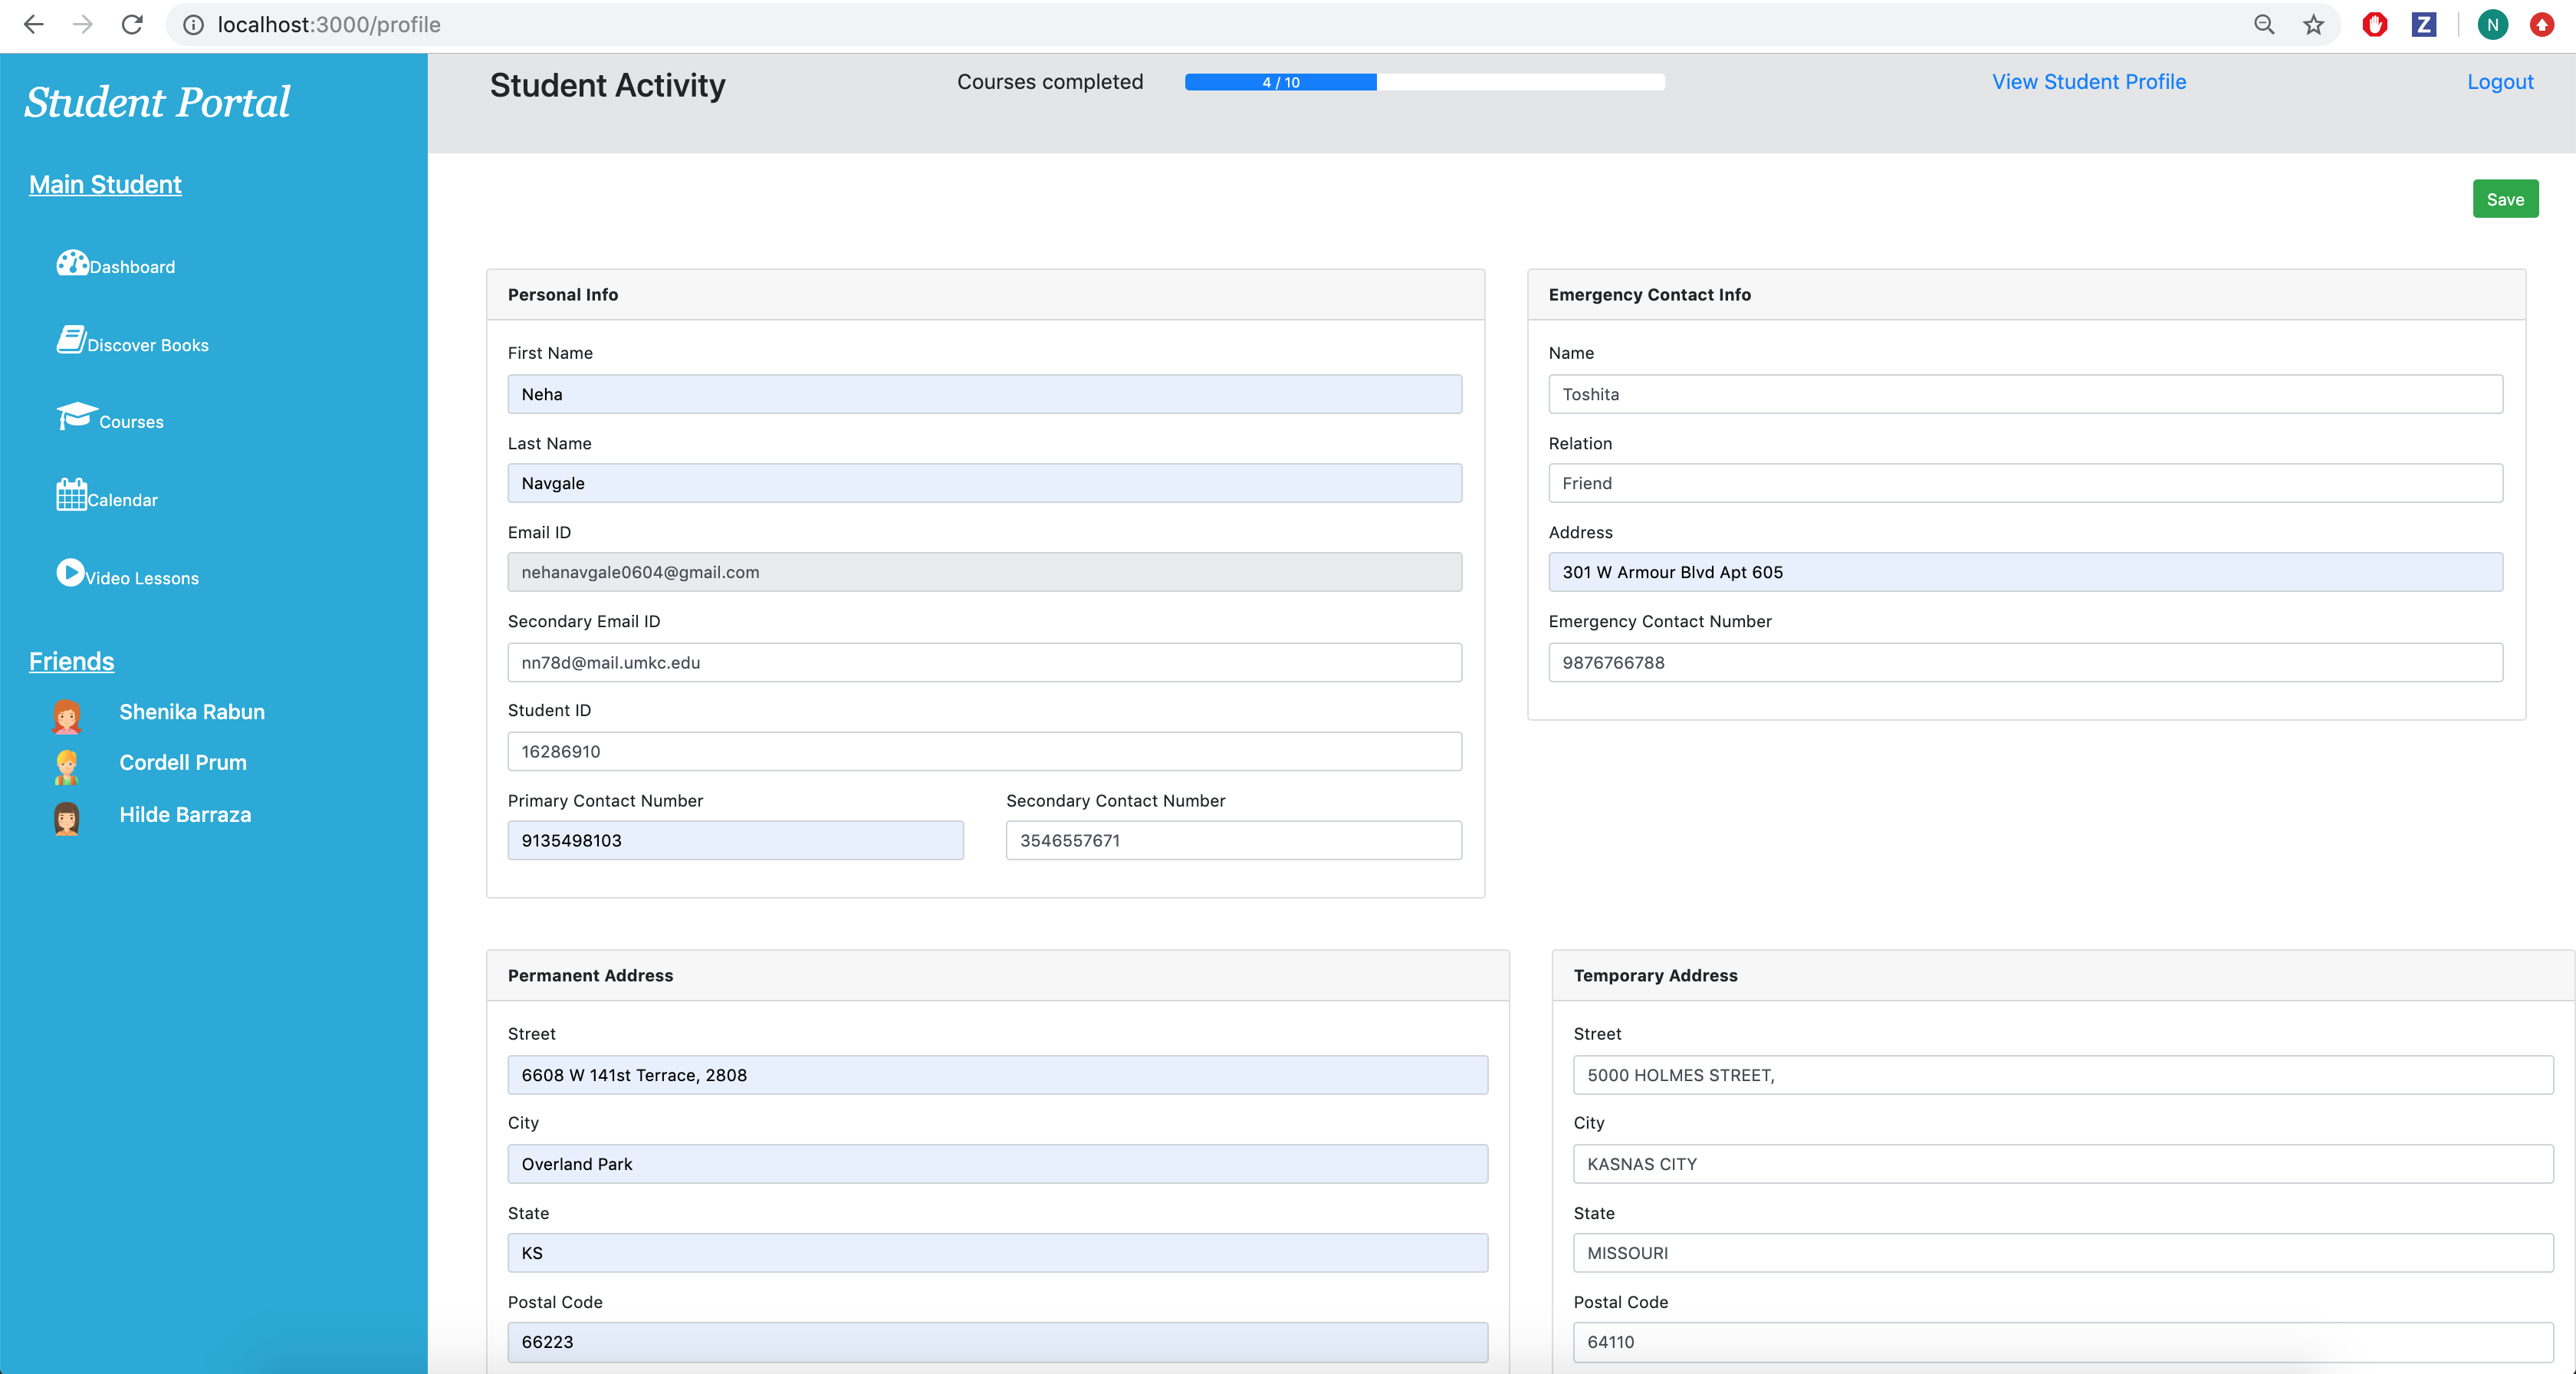 localhost:3000/profile
Z
N
Student Portal
Main Student
Dashboard
Discover Books
Courses
Calendar
Video Lessons
Friends
Shenika Rabun
Cordell Prum
Hilde Barraza
Student Activity
Courses completed
4 / 10
View Student Profile
Logout
Save
Personal Info
First Name
Neha
Last Name
Navgale
Email ID
nehanavgale0604@gmail.com
Secondary Email ID
nn78d@mail.umkc.edu
Student ID
16286910
Primary Contact Number
9135498103
Secondary Contact Number
3546557671
Emergency Contact Info
Name
Toshita
Relation
Friend
Address
301 W Armour Blvd Apt 605
Emergency Contact Number
9876766788
Permanent Address
Street
6608 W 141st Terrace, 2808
City
Overland Park
State
KS
Postal Code
66223
Temporary Address
Street
5000 HOLMES STREET,
City
KASNAS CITY
State
MISSOURI
Postal Code
64110